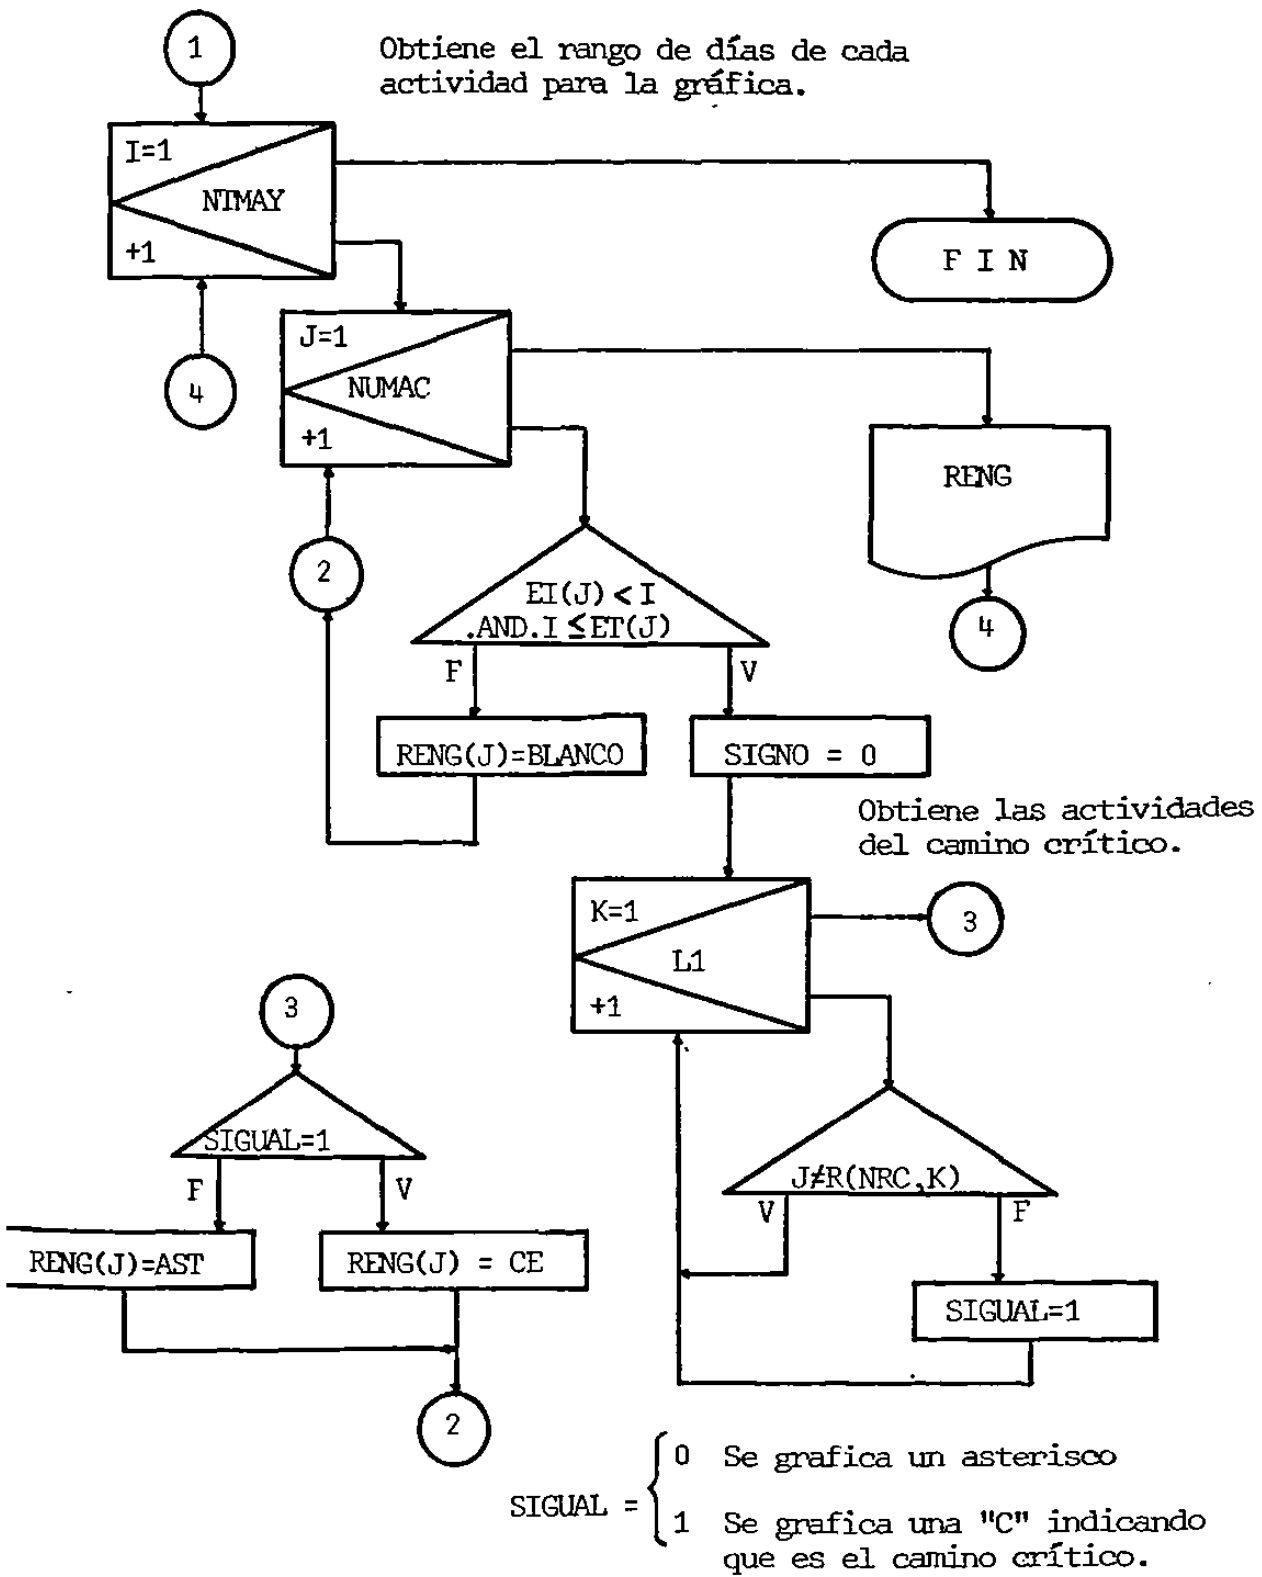 1
Obtiene el rango de días de cada
actividad para la gráfica.
I=1
NTMAY
+1
F I N
4
J=1
NUMAC
+1
RENG
4
2
EI(J) < I
.AND.I ≤ET(J)
F
V
RENG(J)=BLANCO
SIGNO = 0
Obtiene las actividades
del camino crítico.
K=1
L1
+1
3
3
SIGUAL=1
F
V
RENG(J)=AST
RENG(J) = CE
2
J≠R(NRC,K)
V
F
SIGUAL=1
SIGUAL =
0 Se grafica un asterisco
1 Se grafica una "C" indicando
que es el camino crítico.